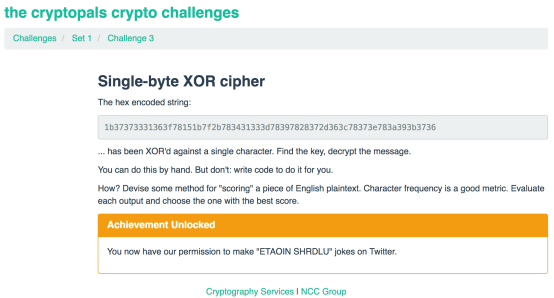 the cryptopals crypto challenges
Challenges / Set 1 / Challenge 3
Single-byte XOR cipher
The hex encoded string:
1b37373331363f78151b7f2b783431333d78397828372d363c78373e783a393b3736
... has been XOR'd against a single character. Find the key, decrypt the message.
You can do this by hand. But don't: write code to do it for you.
How? Devise some method for "scoring" a piece of English plaintext. Character frequency is a good metric. Evaluate
each output and choose the one with the best score.
Achievement Unlocked
You now have our permission to make "ETAOIN SHRDLU" jokes on Twitter.
Cryptography Services | NCC Group